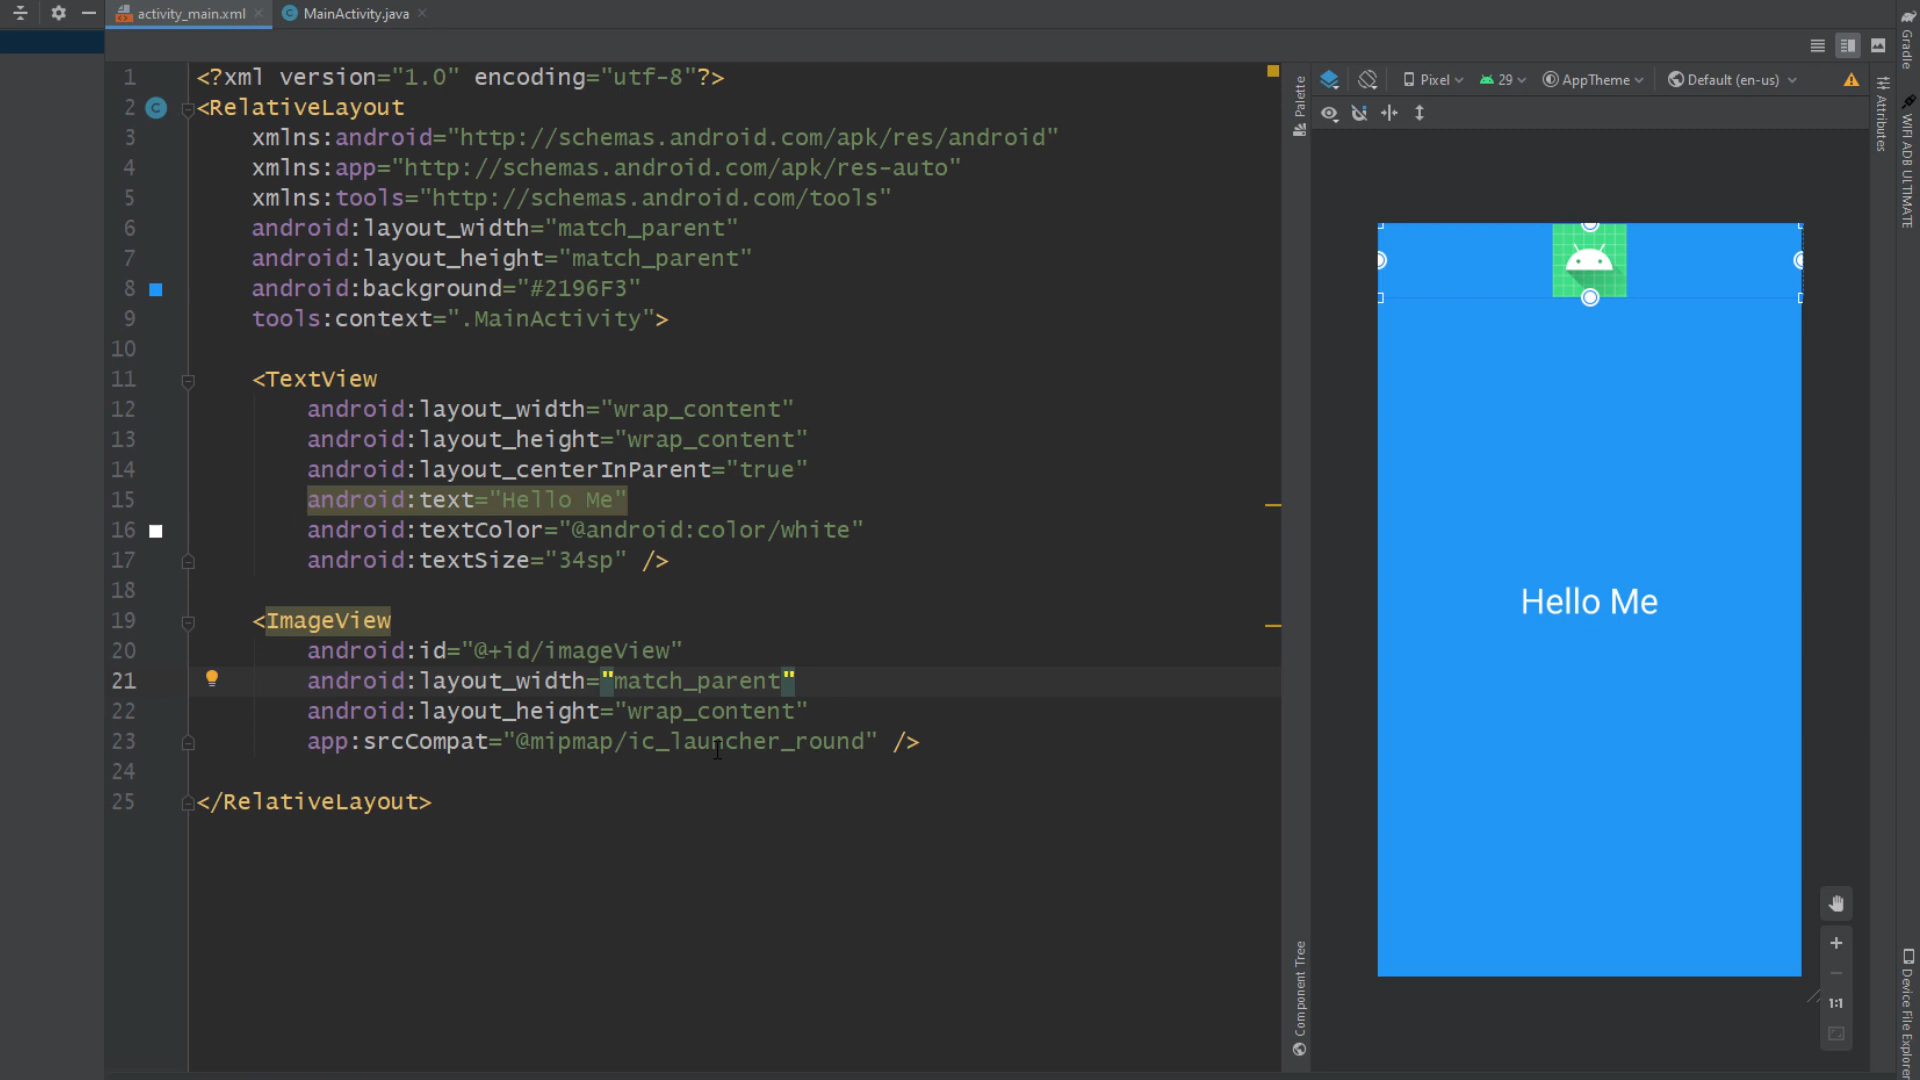 activity_main.xml
MainActivity.java
Gradle
Pixel
29
AppTheme
Default (en-us)
Palette
Attributes
WIFI ADB ULTIMATE
1 <?xml version="1.0" encoding="utf-8"?>
2 <RelativeLayout
3 xmlns:android="http://schemas.android.com/apk/res/android"
4 xmlns:app="http://schemas.android.com/apk/res-auto"
5 xmlns:tools="http://schemas.android.com/tools"
6 android:layout_width="match_parent"
7 android:layout_height="match_parent"
8 android:background="#2196F3"
9 tools:context=".MainActivity">
10
11 <TextView
12 android:layout_width="wrap_content"
13 android:layout_height="wrap_content"
14 android:layout_centerInParent="true"
15 android:text="Hello Me"
16 android:textColor="@android:color/white"
17 android:textSize="34sp" />
18
19 <ImageView
20 android:id="@+id/imageView"
21 android:layout_width="match_parent"
22 android:layout_height="wrap_content"
23 app:srcCompat="@mipmap/ic_launcher_round" />
24
25 </RelativeLayout>
Hello Me
Component Tree
1:1
Device File Explorer